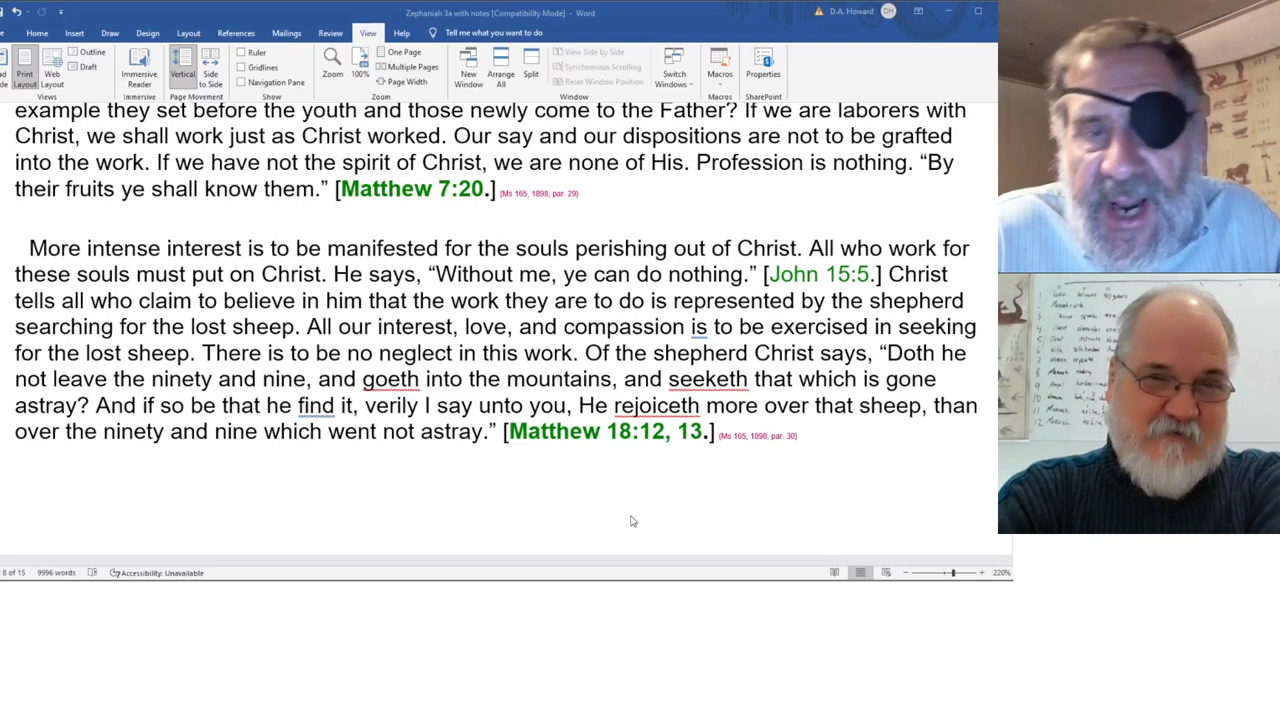 Zephaniah 3a with notes [Compatibility Mode] - Word
D.A. Howard DH
Home Insert Draw Design Layout References Mailings Review View Help Tell me what you want to do
Print Layout
Web Layout
Outline
Draft
Views
Immersive Reader
Immersive
Vertical
Side to Side
Page Movement
Ruler
Gridlines
Navigation Pane
Show
Zoom
100%
One Page
Multiple Pages
Page Width
Zoom
New Window
Arrange All
Split
View Side by Side
Synchronous Scrolling
Reset Window Position
Window
Switch Windows
Macros
Macros
Properties
SharePoint
example they set before the youth and those newly come to the Father? If we are laborers with
Christ, we shall work just as Christ worked. Our say and our dispositions are not to be grafted
into the work. If we have not the spirit of Christ, we are none of His. Profession is nothing. “By
their fruits ye shall know them.” [Matthew 7:20.] {Ms 165, 1898, par. 29}
More intense interest is to be manifested for the souls perishing out of Christ. All who work for
these souls must put on Christ. He says, “Without me, ye can do nothing.” [John 15:5.] Christ
tells all who claim to believe in him that the work they are to do is represented by the shepherd
searching for the lost sheep. All our interest, love, and compassion is to be exercised in seeking
for the lost sheep. There is to be no neglect in this work. Of the shepherd Christ says, “Doth he
not leave the ninety and nine, and goeth into the mountains, and seeketh that which is gone
astray? And if so be that he find it, verily I say unto you, He rejoiceth more over that sheep, than
over the ninety and nine which went not astray.” [Matthew 18:12, 13.] {Ms 165, 1898, par. 30}
8 of 15 9996 words Accessibility: Unavailable 220%